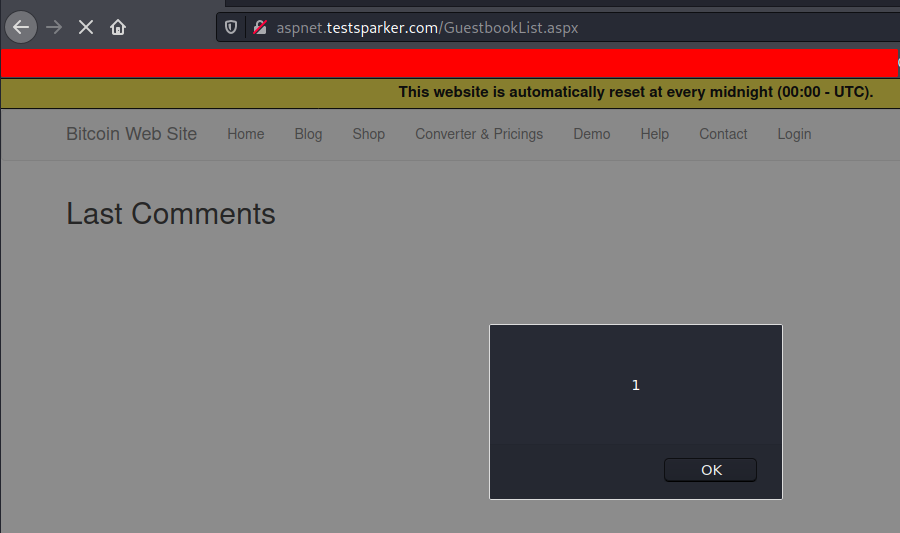 aspnet.testsparker.com/GuestbookList.aspx
This website is automatically reset at every midnight (00:00 - UTC).
Bitcoin Web Site Home Blog Shop Converter & Pricings Demo Help Contact Login
Last Comments
1
OK